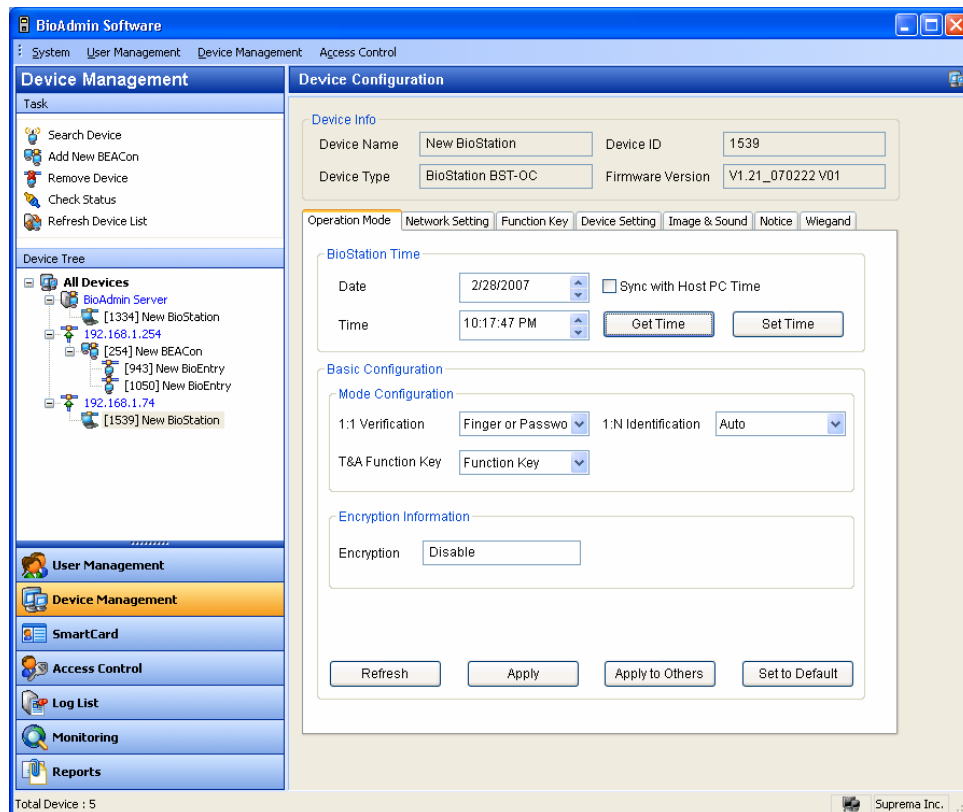 BioAdmin Software
System User Management Device Management Access Control
Device Management
Task
Search Device
Add New BEACon
Remove Device
Check Status
Refresh Device List
Device Tree
All Devices
BioAdmin Server
[1334] New BioStation
192.168.1.254
[254] New BEACon
[943] New BioEntry
[1050] New BioEntry
192.168.1.74
[1539] New BioStation
User Management
Device Management
SmartCard
Access Control
Log List
Monitoring
Reports
Device Configuration
Device Info
Device Name New BioStation Device ID 1539
Device Type BioStation BST-OC Firmware Version V1.21_070222 V01
Operation Mode Network Setting Function Key Device Setting Image & Sound Notice Wiegand
BioStation Time
Date 2/28/2007 Sync with Host PC Time
Time 10:17:47 PM Get Time Set Time
Basic Configuration
Mode Configuration
1:1 Verification Finger or Passwo 1:N Identification Auto
T&A Function Key Function Key
Encryption Information
Encryption Disable
Refresh Apply Apply to Others Set to Default
Total Device : 5 Suprema Inc.